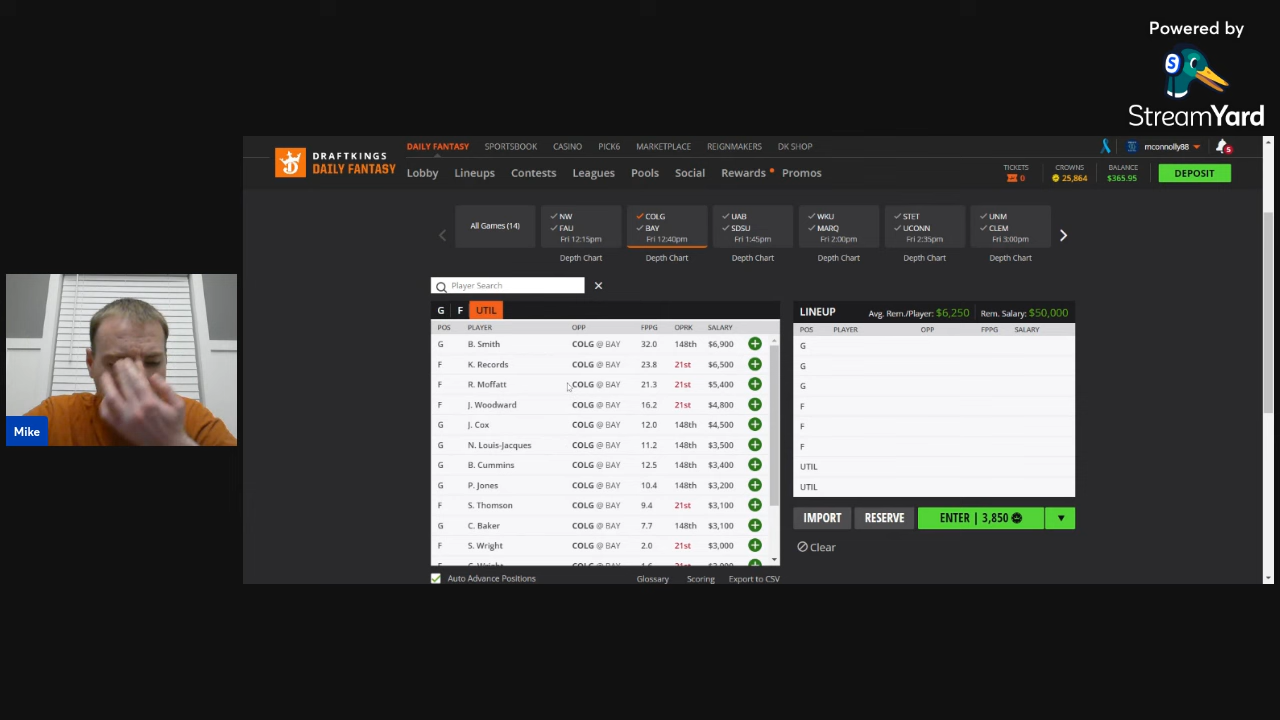 Powered by
S
StreamYard
DRAFTKINGS
DAILY FANTASY
DAILY FANTASY SPORTSBOOK CASINO PICK6 MARKETPLACE REIGNMAKERS DK SHOP
mconnolly88
5
Lobby Lineups Contests Leagues Pools Social Rewards Promos
TICKETS
0
CROWNS
25,864
BALANCE
$365.95
DEPOSIT
All Games (14)
NW
FAU
Fri 12:15pm
Depth Chart
COLG
BAY
Fri 12:40pm
Depth Chart
UAB
SDSU
Fri 1:45pm
Depth Chart
WKU
MARQ
Fri 2:00pm
Depth Chart
STET
UCONN
Fri 2:35pm
Depth Chart
UNM
CLEM
Fri 3:00pm
Depth Chart
Player Search
G F UTIL
POS PLAYER OPP FPPG OPRK SALARY
G B. Smith COLG @ BAY 32.0 148th $6,900
F K. Records COLG @ BAY 23.8 21st $6,500
F R. Moffatt COLG @ BAY 21.3 21st $5,400
F J. Woodward COLG @ BAY 16.2 21st $4,800
G J. Cox COLG @ BAY 12.0 148th $4,500
G N. Louis-Jacques COLG @ BAY 11.2 148th $3,500
G B. Cummins COLG @ BAY 12.5 148th $3,400
G P. Jones COLG @ BAY 10.4 148th $3,200
F S. Thomson COLG @ BAY 9.4 21st $3,100
G C. Baker COLG @ BAY 7.7 148th $3,100
F S. Wright COLG @ BAY 2.0 21st $3,000
Auto Advance Positions Glossary Scoring Export to CSV
LINEUP Avg. Rem./Player: $6,250 Rem. Salary: $50,000
POS PLAYER OPP FPPG SALARY
G
G
G
F
F
F
UTIL
UTIL
IMPORT RESERVE ENTER | 3,850
Clear
Mike